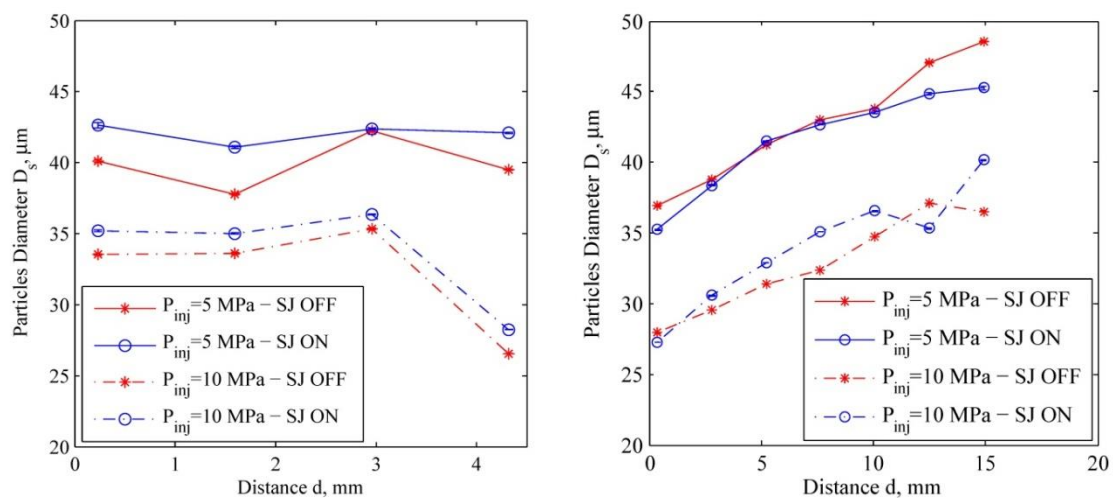 50
45
40
35
30
25
20
Particles Diameter D_s, μm
P_inj=5 MPa − SJ OFF
P_inj=5 MPa − SJ ON
P_inj=10 MPa − SJ OFF
P_inj=10 MPa − SJ ON
0 1 2 3 4
Distance d, mm
50
45
40
35
30
25
20
Particles Diameter D_s, μm
P_inj=5 MPa − SJ OFF
P_inj=5 MPa − SJ ON
P_inj=10 MPa − SJ OFF
P_inj=10 MPa − SJ ON
0 5 10 15 20
Distance d, mm